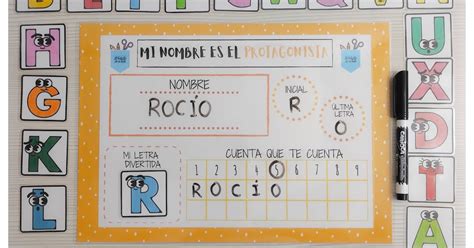 MI NOMBRE ES EL PROTAGONISTA
NOMBRE
ROCÍO
INICIAL
R
ÚLTIMA
LETRA
O
MI LETRA
DIVERTIDA
R
CUENTA QUE TE CUENTA
1 2 3 4 5 6 7 8 9
R O C Í O
H
G
K
L
U
X
D
T